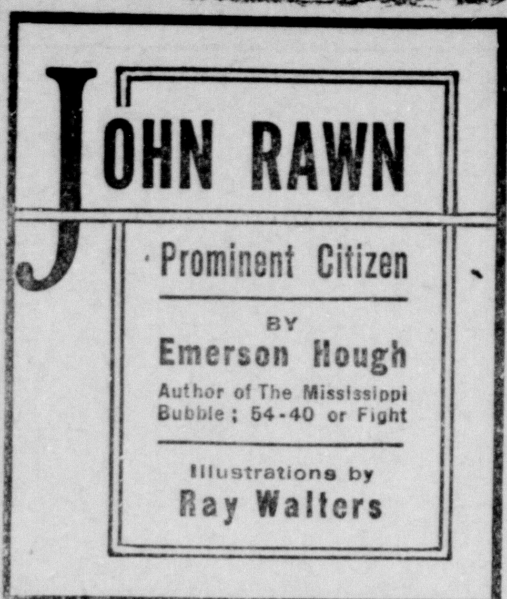 JOHN RAWN
Prominent Citizen
BY
Emerson Hough
Author of The Mississippi
Bubble; 54-40 or Fight
Illustrations by
Ray Walters